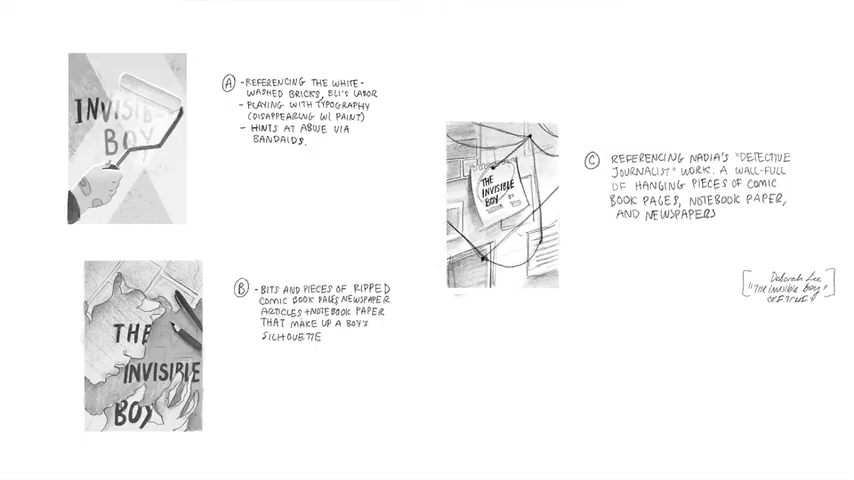 INVISIB
BOY
A
-REFERENCING THE WHITE-
WASHED BRICKS, ELI'S LABOR
- PLAYING WITH TYPOGRAPHY
(DISAPPEARING W/ PAINT)
- HINTS AT ABUSE VIA
BANDAIDS.
THE
INVISIBLE
BOY
B
- BITS AND PIECES OF RIPPED
COMIC BOOK PAGES NEWSPAPER
ARTICLES + NOTEBOOK PAPER
THAT MAKE UP A BOY'S
SILHOUETTE
THE
INVISIBLE
BOY
BY
C
REFERENCING NADIA'S "DETECTIVE
JOURNALIST" WORK. A WALL-FULL
OF HANGING PIECES OF COMIC
BOOK PAGES, NOTEBOOK PAPER,
AND NEWSPAPERS
Deborah Lee
"THE INVISIBLE BOY"